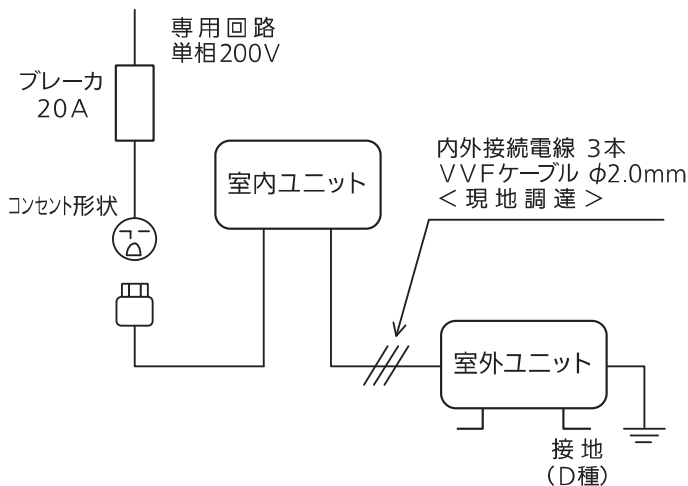 専用回路
単相200V
ブレーカ
20A
コンセント形状
室内ユニット
内外接続電線 3本
VVFケーブル φ2.0mm
＜現地調達＞
室外ユニット
接地
(D種)